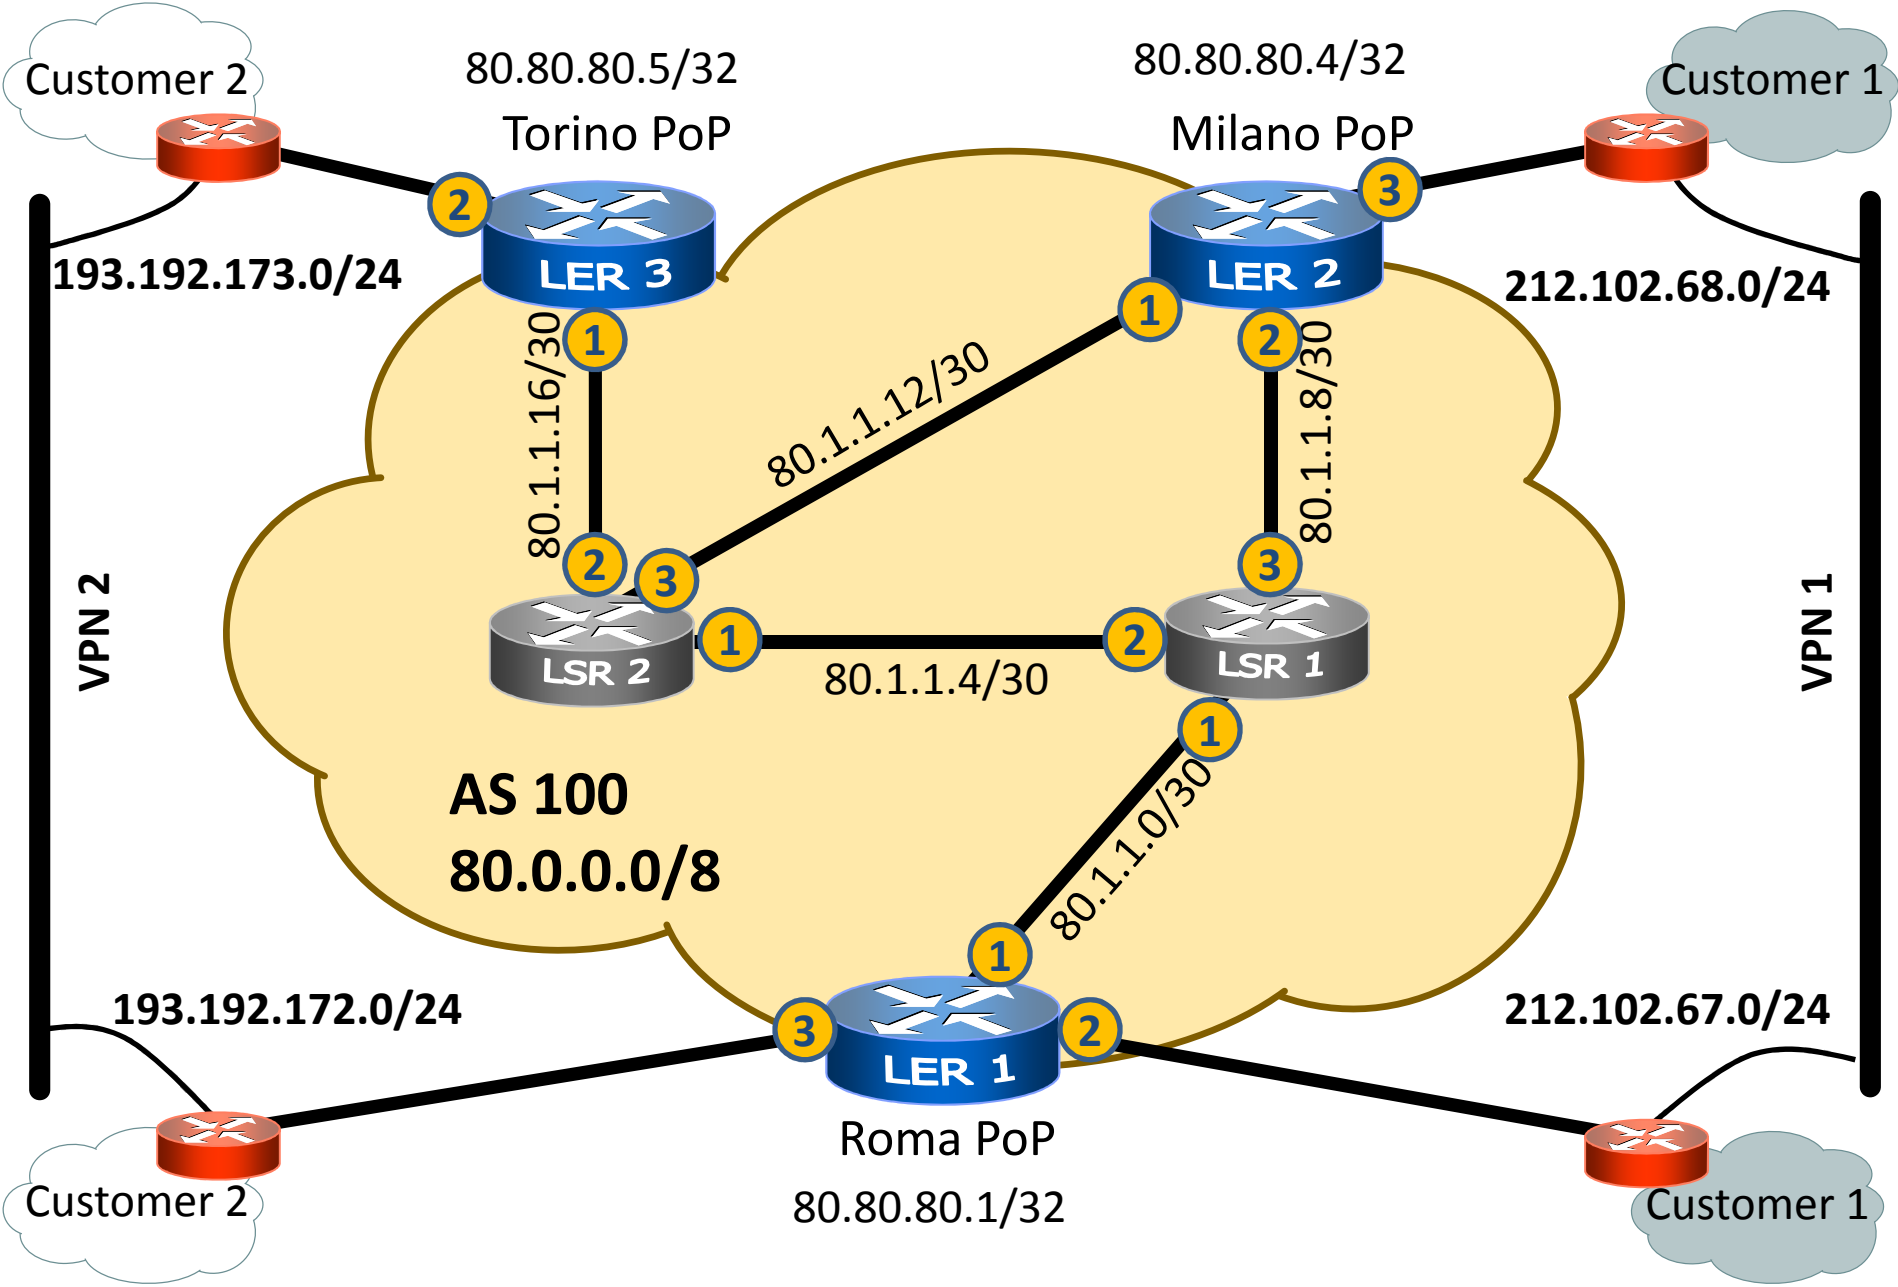 Customer 2
80.80.80.5/32
Torino PoP
80.80.80.4/32
Milano PoP
Customer 1
2
LER 3
1
3
LER 2
1
2
193.192.173.0/24
212.102.68.0/24
80.1.1.16/30
80.1.1.12/30
80.1.1.8/30
2
3
3
LSR 2
1
80.1.1.4/30
2
LSR 1
1
VPN 2
VPN 1
AS 100
80.0.0.0/8
80.1.1.0/30
193.192.172.0/24
212.102.67.0/24
3
1
2
LER 1
Roma PoP
80.80.80.1/32
Customer 2
Customer 1